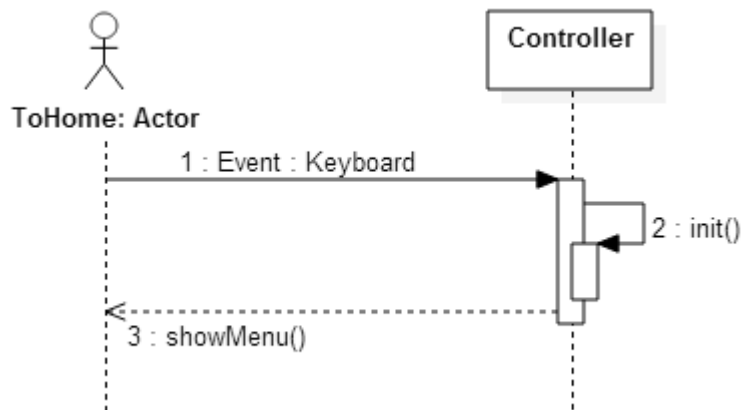 Controller
ToHome: Actor
1 : Event : Keyboard
2 : init()
3 : showMenu()